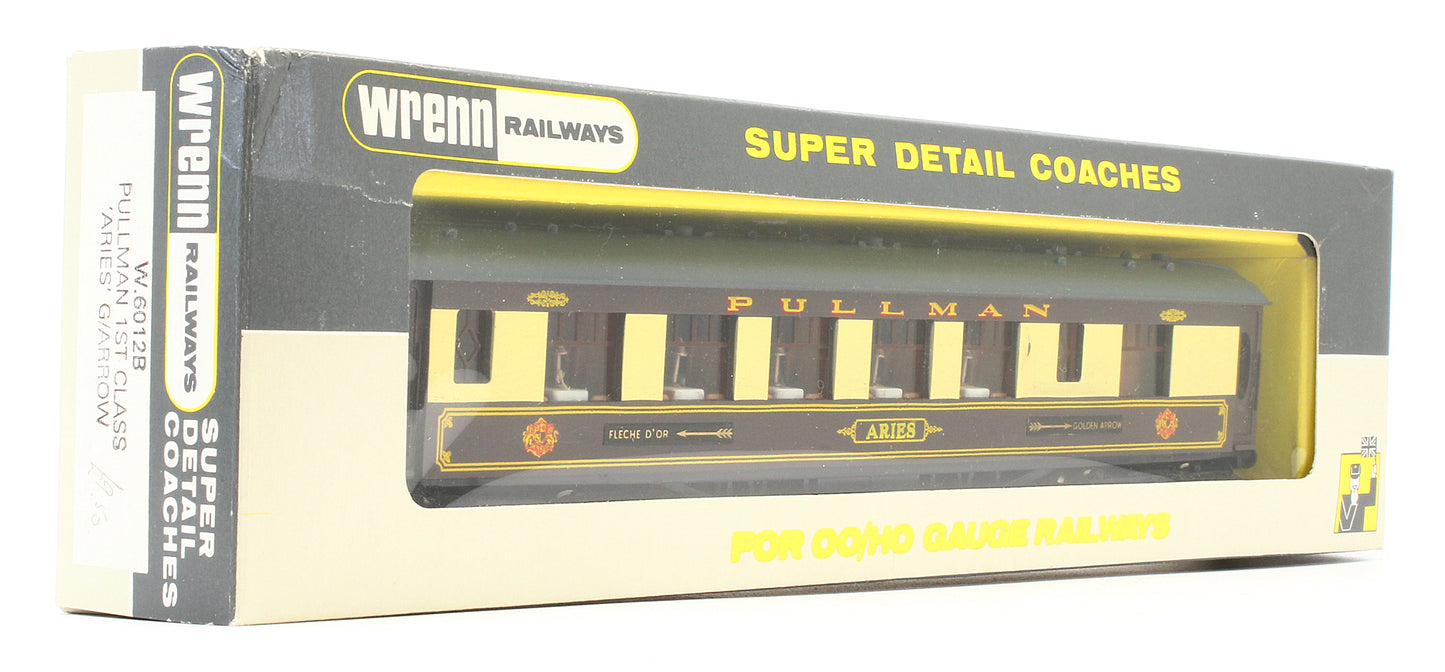 Wrenn RAILWAYS
SUPER DETAIL COACHES
W.6012B
PULLMAN 1ST CLASS
'ARIES' G/ARROW
Wrenn RAILWAYS
SUPER DETAIL COACHES
PULLMAN
FLÈCHE D'OR
ARIES
GOLDEN ARROW
FOR OO/HO GAUGE RAILWAYS